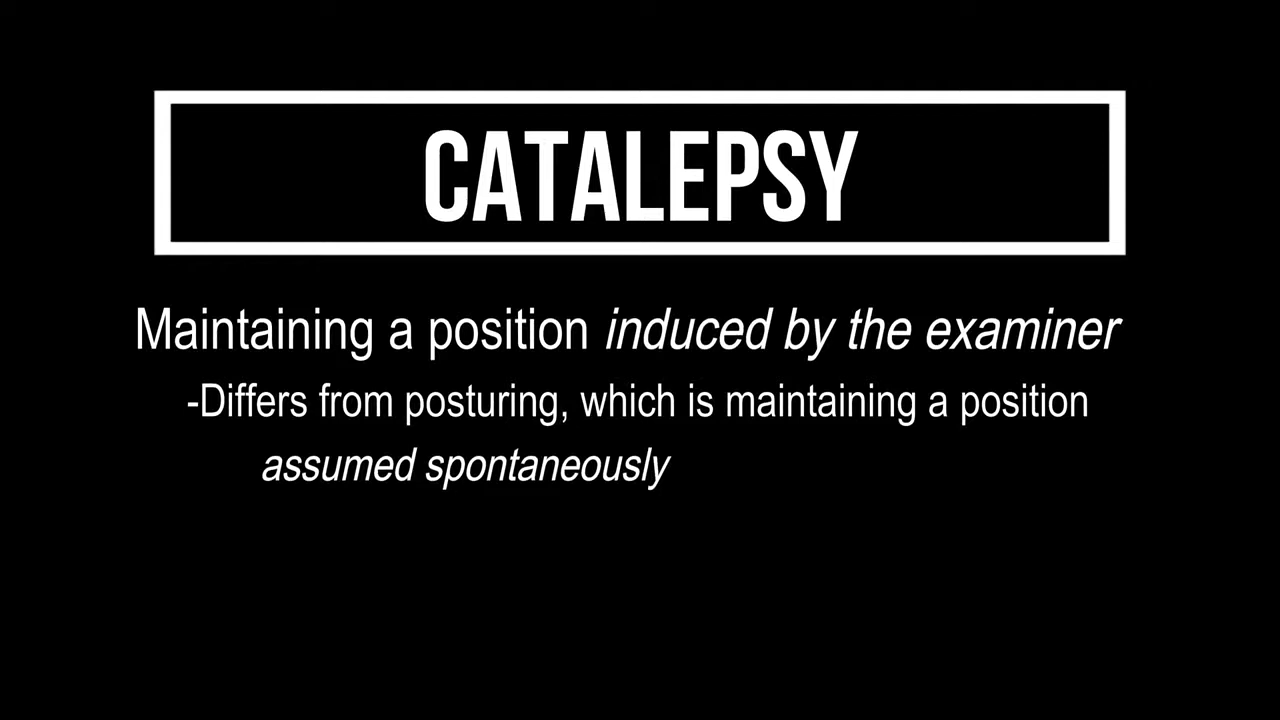 CATALEPSY
Maintaining a position induced by the examiner
-Differs from posturing, which is maintaining a position
assumed spontaneously